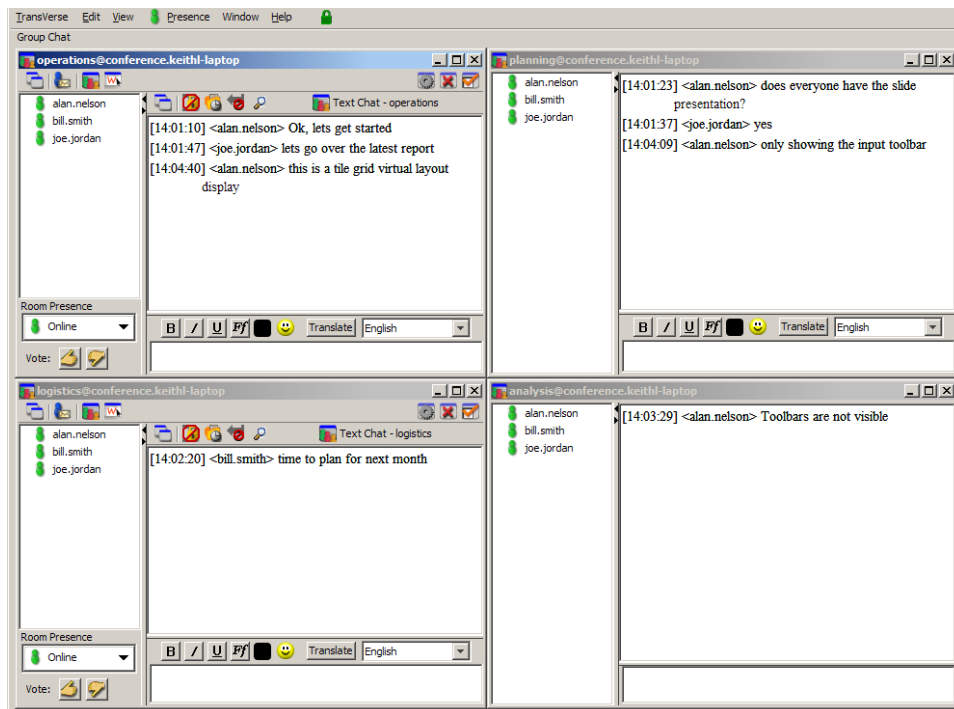 TransVerse Edit View Presence Window Help
Group Chat
operations@conference.keithl-laptop
alan.nelson
bill.smith
joe.jordan
Text Chat - operations
[14:01:10] <alan.nelson> Ok, lets get started
[14:01:47] <joe.jordan> lets go over the latest report
[14:04:40] <alan.nelson> this is a tile grid virtual layout
display
Room Presence
Online
Vote:
B I U Ff Translate English
planning@conference.keithl-laptop
alan.nelson
bill.smith
joe.jordan
[14:01:23] <alan.nelson> does everyone have the slide
presentation?
[14:01:37] <joe.jordan> yes
[14:04:09] <alan.nelson> only showing the input toolbar
B I U Ff Translate English
logistics@conference.keithl-laptop
alan.nelson
bill.smith
joe.jordan
Text Chat - logistics
[14:02:20] <bill.smith> time to plan for next month
Room Presence
Online
Vote:
B I U Ff Translate English
analysis@conference.keithl-laptop
alan.nelson
bill.smith
joe.jordan
[14:03:29] <alan.nelson> Toolbars are not visible